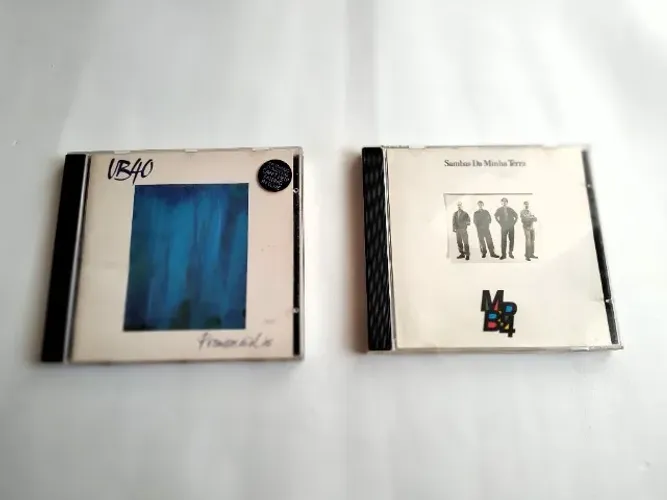 UB40
Promises and Lies
Sambas Da Minha Terra
MPB4